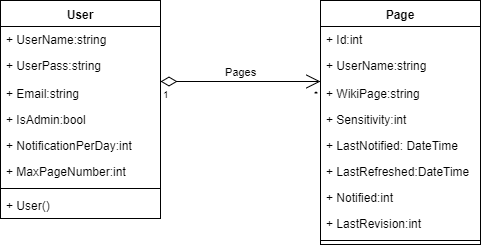 User
+ UserName:string
+ UserPass:string
+ Email:string
+ IsAdmin:bool
+ NotificationPerDay:int
+ MaxPageNumber:int
+ User()
Pages
1
*
Page
+ Id:int
+ UserName:string
+ WikiPage:string
+ Sensitivity:int
+ LastNotified: DateTime
+ LastRefreshed:DateTime
+ Notified:int
+ LastRevision:int